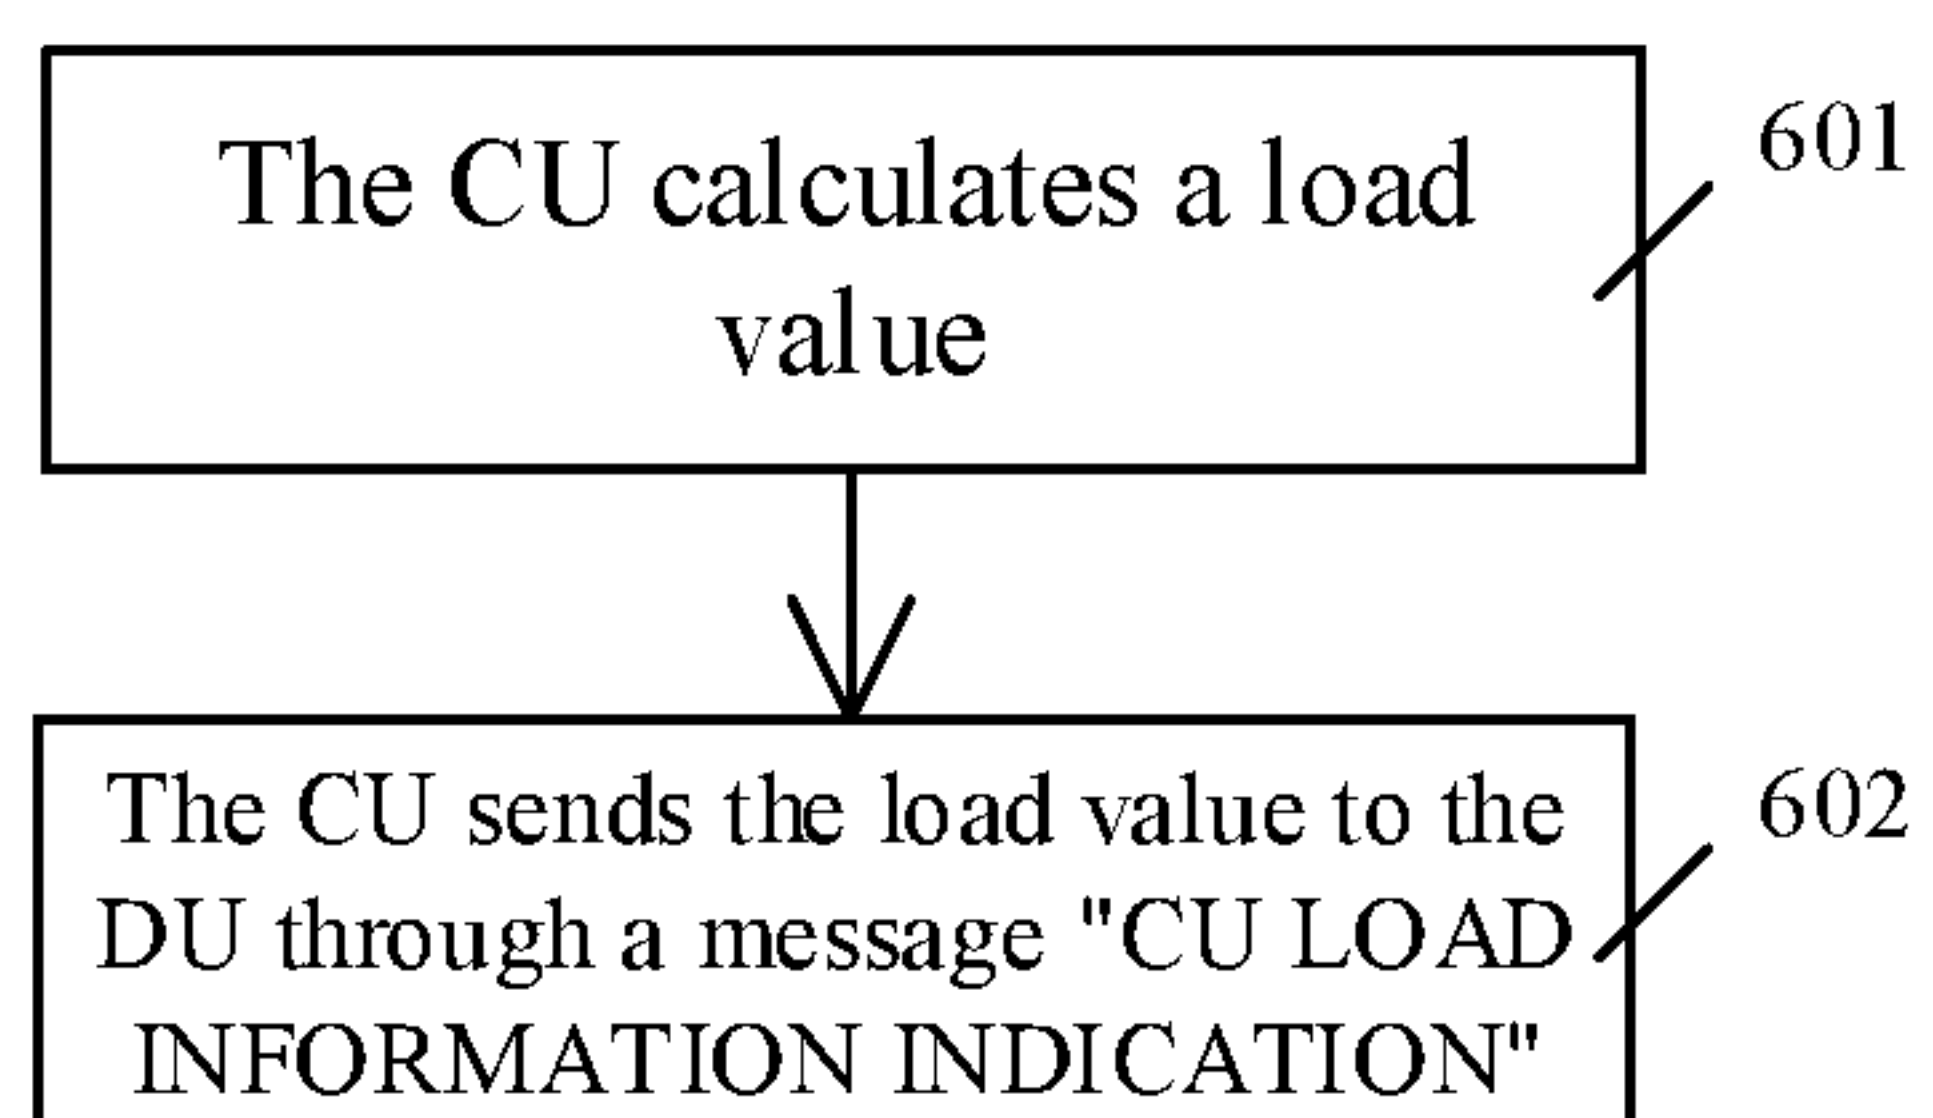 The CU calculates a load
value
601
The CU sends the load value to the
DU through a message "CU LOAD
INFORMATION INDICATION"
602